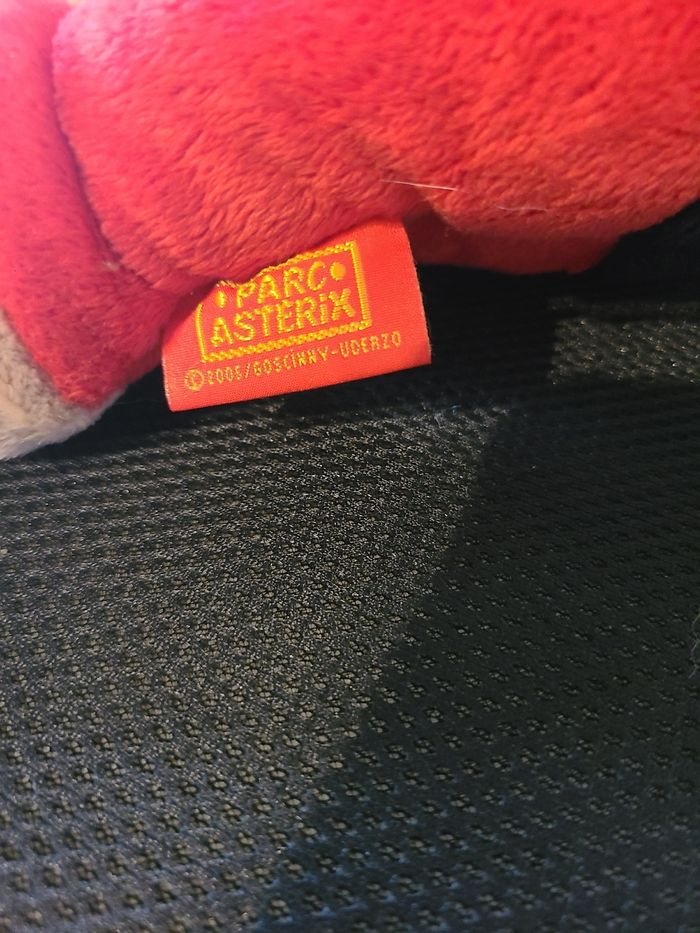 PARC
ASTERiX
© 2005/GOSCiNNY-UDERZO